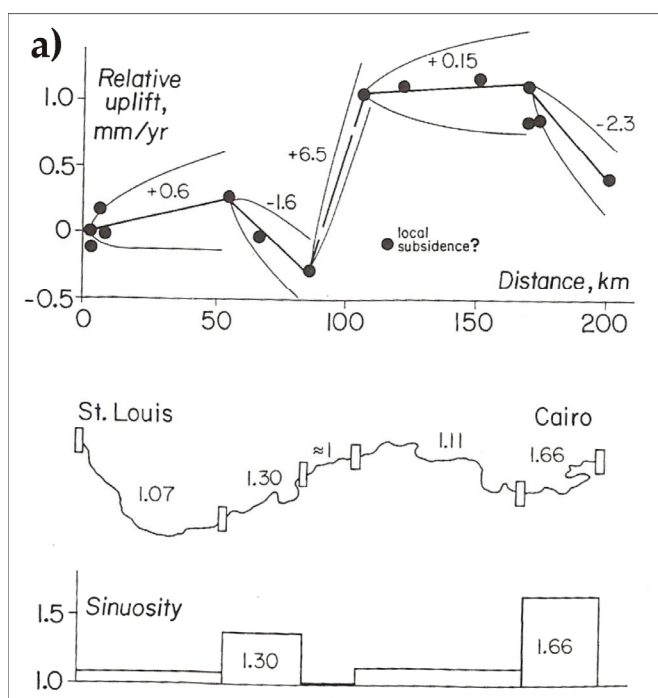 a)
Relative
uplift,
mm/yr
1.0
0.5
0
-0.5
+0.6
-1.6
+6.5
+0.15
-2.3
local
subsidence?
Distance, km
0
50
100
150
200
St. Louis
Cairo
1.07
1.30
≈1
1.11
1.66
Sinuosity
1.5
1.0
1.30
1.66